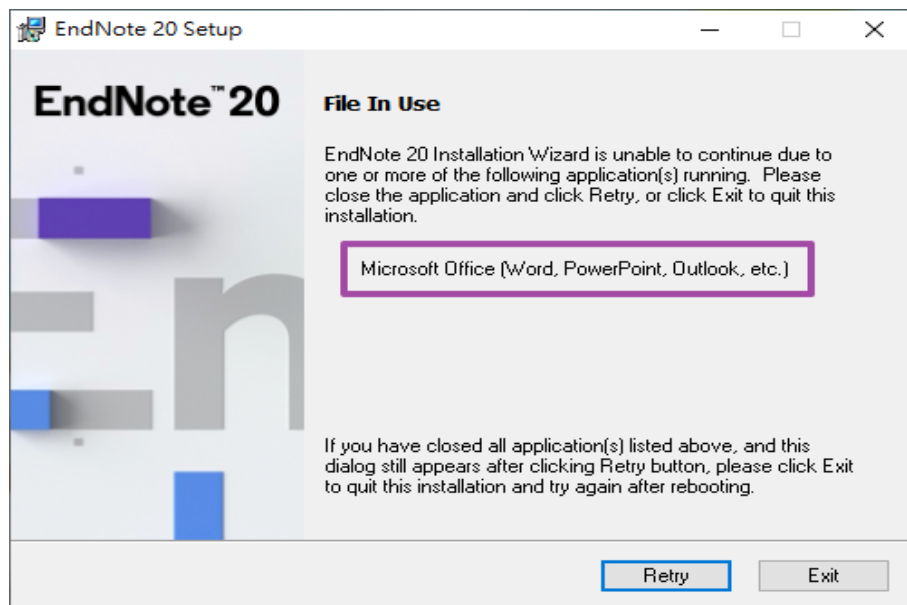 EndNote 20 Setup
EndNote™20
File In Use
EndNote 20 Installation Wizard is unable to continue due to
one or more of the following application(s) running.  Please
close the application and click Retry, or click Exit to quit this
installation.
Microsoft Office (Word, PowerPoint, Outlook, etc.)
If you have closed all application(s) listed above, and this
dialog still appears after clicking Retry button, please click Exit
to quit this installation and try again after rebooting.
Retry
Exit